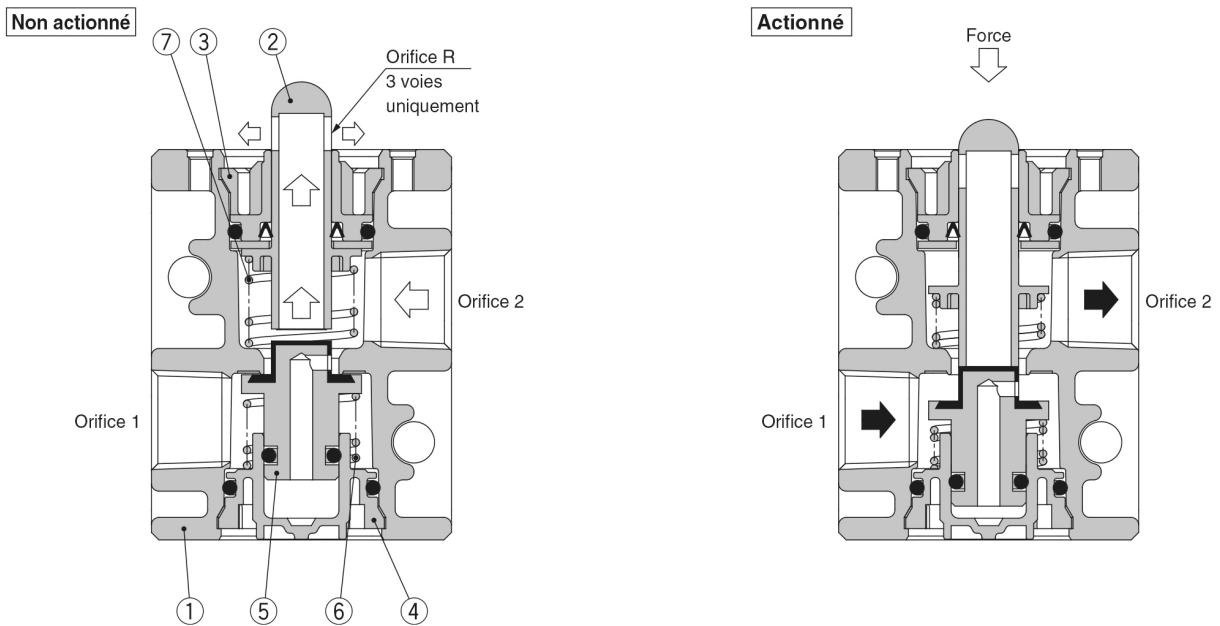 Non actionné
7
3
2
Orifice R
3 voies
uniquement
Orifice 2
Orifice 1
1
5
6
4
Actionné
Force
Orifice 2
Orifice 1